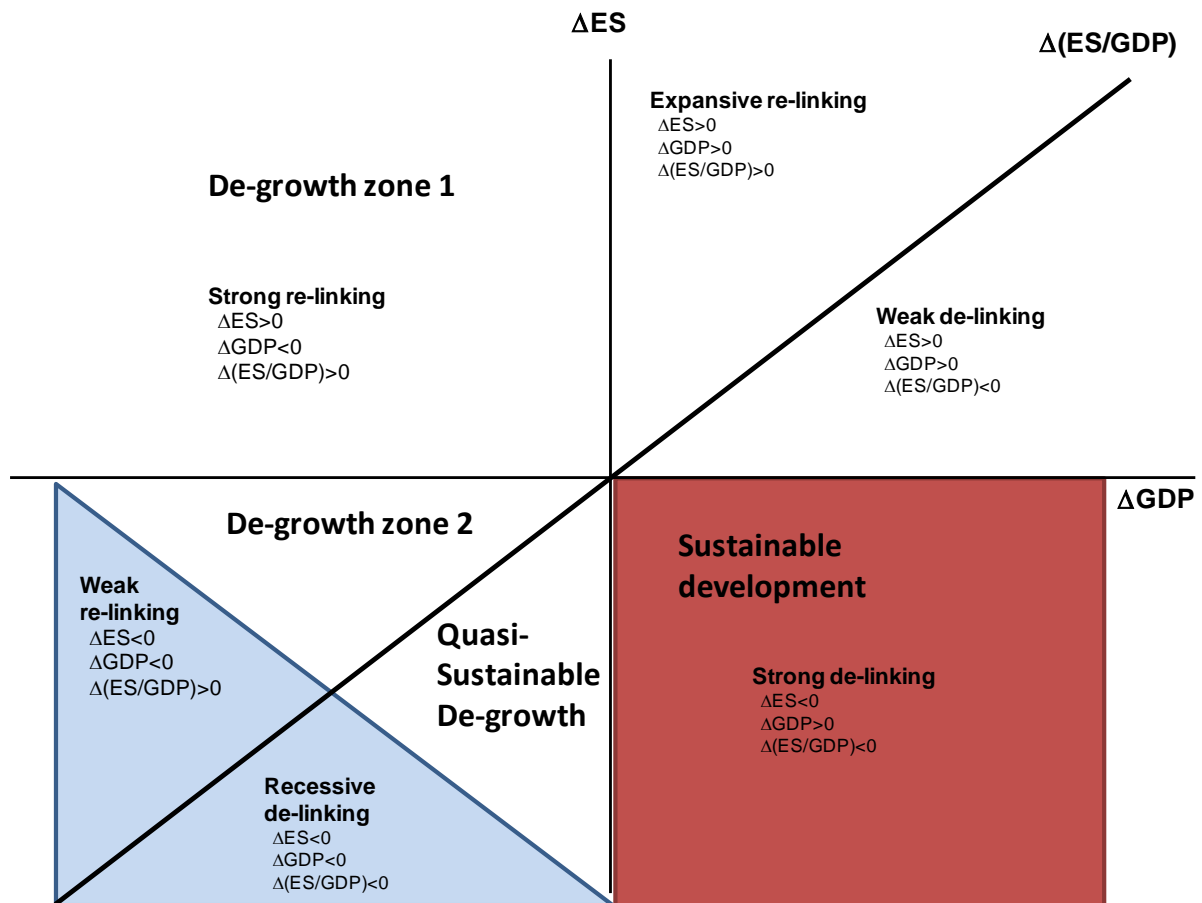 ΔES
Δ(ES/GDP)
Expansive re-linking
ΔES>0
ΔGDP>0
Δ(ES/GDP)>0
De-growth zone 1
Strong re-linking
ΔES>0
ΔGDP<0
Δ(ES/GDP)>0
Weak de-linking
ΔES>0
ΔGDP>0
Δ(ES/GDP)<0
ΔGDP
De-growth zone 2
Sustainable
development
Weak
re-linking
ΔES<0
ΔGDP<0
Δ(ES/GDP)>0
Quasi-
Sustainable
De-growth
Strong de-linking
ΔES<0
ΔGDP>0
Δ(ES/GDP)<0
Recessive
de-linking
ΔES<0
ΔGDP<0
Δ(ES/GDP)<0